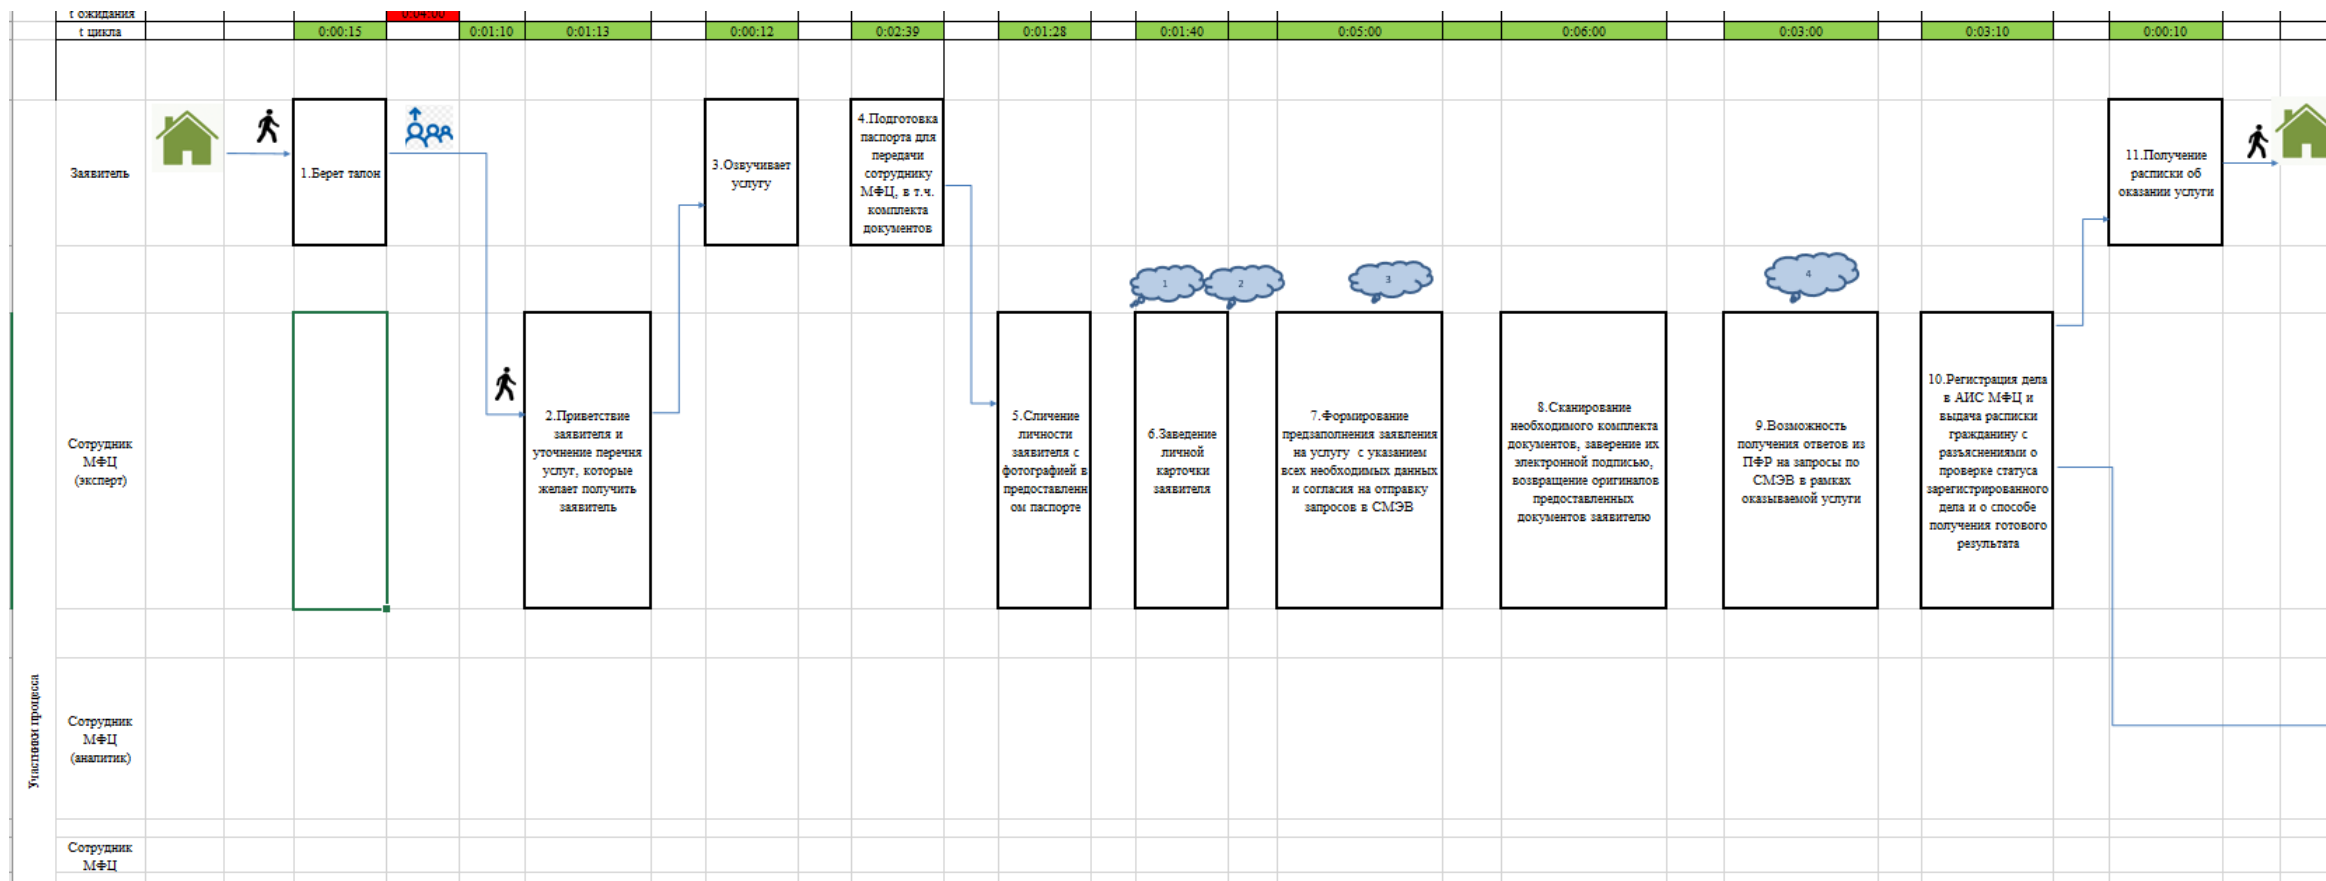 t ожидания
0:04:00
t цикла
0:00:15
0:01:10
0:01:13
0:00:12
0:02:39
0:01:28
0:01:40
0:05:00
0:06:00
0:03:00
0:03:10
0:00:10
Заявитель
1.Берет талон
3.Озвучивает
услугу
4.Подготовка
паспорта для
передачи
сотруднику
МФЦ, в т.ч.
комплекта
документов
11.Получение
расписки об
оказании услуги
1
2
3
4
Сотрудник
МФЦ
(эксперт)
2.Приветствие
заявителя и
уточнение перечня
услуг, которые
желает получить
заявитель
5.Сличение
личности
заявителя с
фотографией в
предоставленн
ом паспорте
6.Заведение
личной
карточки
заявителя
7.Формирование
предзаполнения заявления
на услугу с указанием
всех необходимых данных
и согласия на отправку
запросов в СМЭВ
8.Сканирование
необходимого комплекта
документов, заверение их
электронной подписью,
возвращение оригиналов
предоставленных
документов заявителю
9.Возможность
получения ответов из
ПФР на запросы по
СМЭВ в рамках
оказываемой услуги
10.Регистрация дела
в АИС МФЦ и
выдача расписки
гражданину с
разъяснениями о
проверке статуса
зарегистрированного
дела и о способе
получения готового
результата
Участники процесса
Сотрудник
МФЦ
(аналитик)
Сотрудник
МФЦ